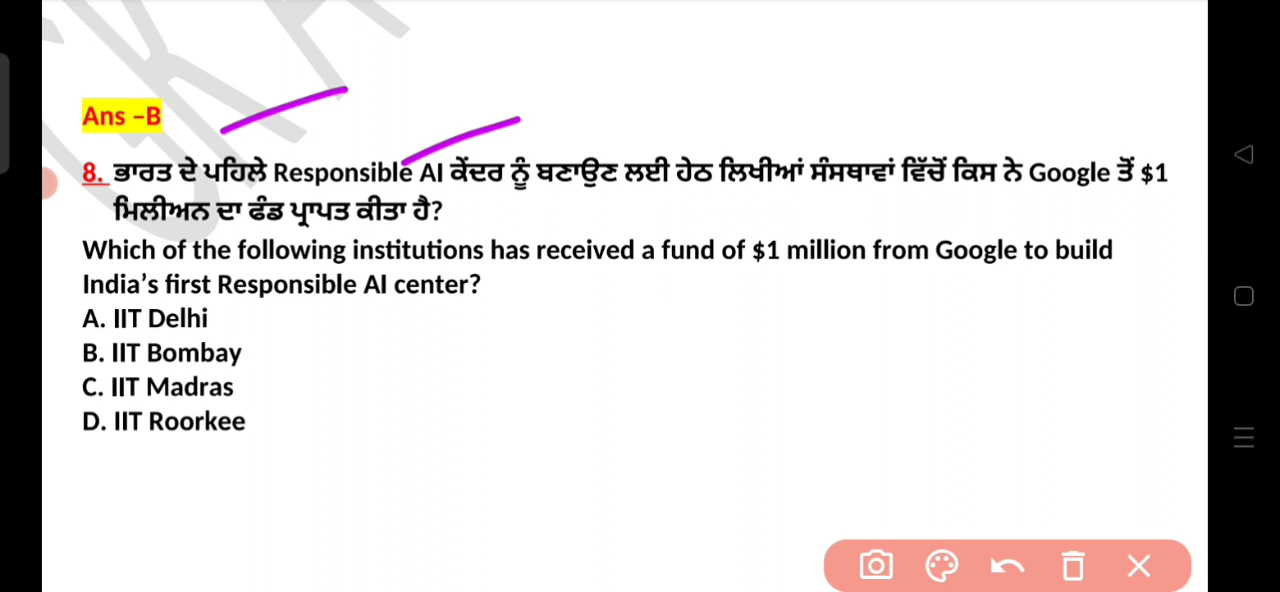 Ans –B
8. ਭਾਰਤ ਦੇ ਪਹਿਲੇ Responsible AI ਕੇਂਦਰ ਨੂੰ ਬਣਾਉਣ ਲਈ ਹੇਠ ਲਿਖੀਆਂ ਸੰਸਥਾਵਾਂ ਵਿੱਚੋਂ ਕਿਸ ਨੇ Google ਤੋਂ $1
ਮਿਲੀਅਨ ਦਾ ਫੰਡ ਪ੍ਰਾਪਤ ਕੀਤਾ ਹੈ?
Which of the following institutions has received a fund of $1 million from Google to build
India’s first Responsible AI center?
A. IIT Delhi
B. IIT Bombay
C. IIT Madras
D. IIT Roorkee